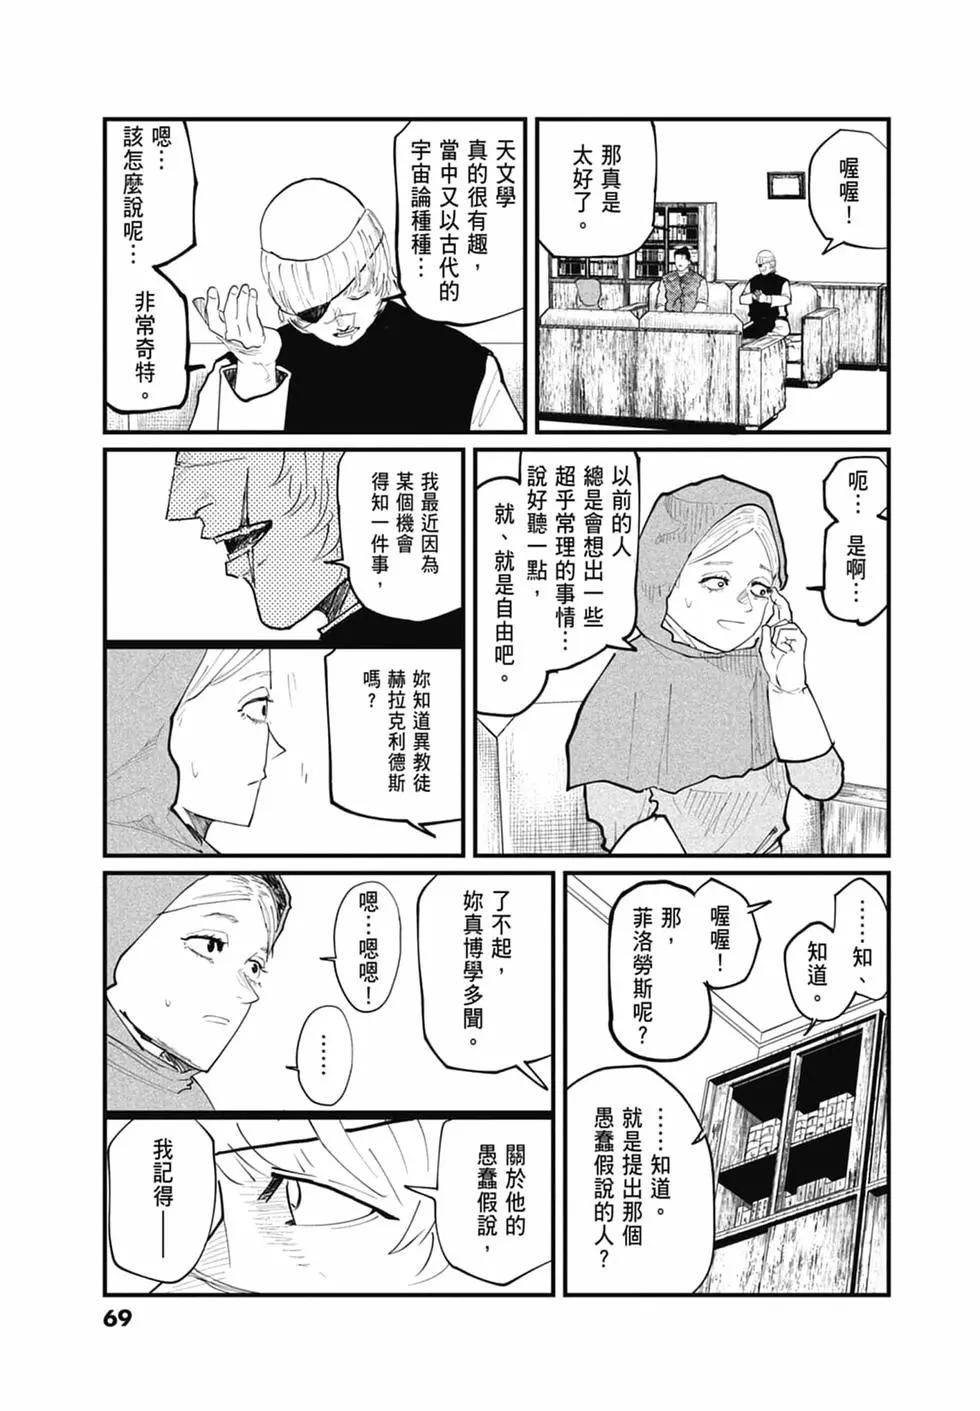 喔喔！
那真是
太好了。
天文學
真的很有趣，
當中又以古代的
宇宙論種種…
嗯…
該怎麼說呢…
非常奇特。
呃…
是啊…
以前的人
總是會想出一些
超乎常理的事情…
說好聽一點，
就、就是自由吧。
我最近因為
某個機會
得知一件事，
妳知道異教徒
赫拉克利德斯
嗎？
……知、
知道。
喔喔！
那，
菲洛勞斯呢？
……知道。
就是提出那個
愚蠢假說的人？
了不起，
妳真博學多聞。
嗯…嗯嗯！
……
關於他的
愚蠢假說，
我記得——
69